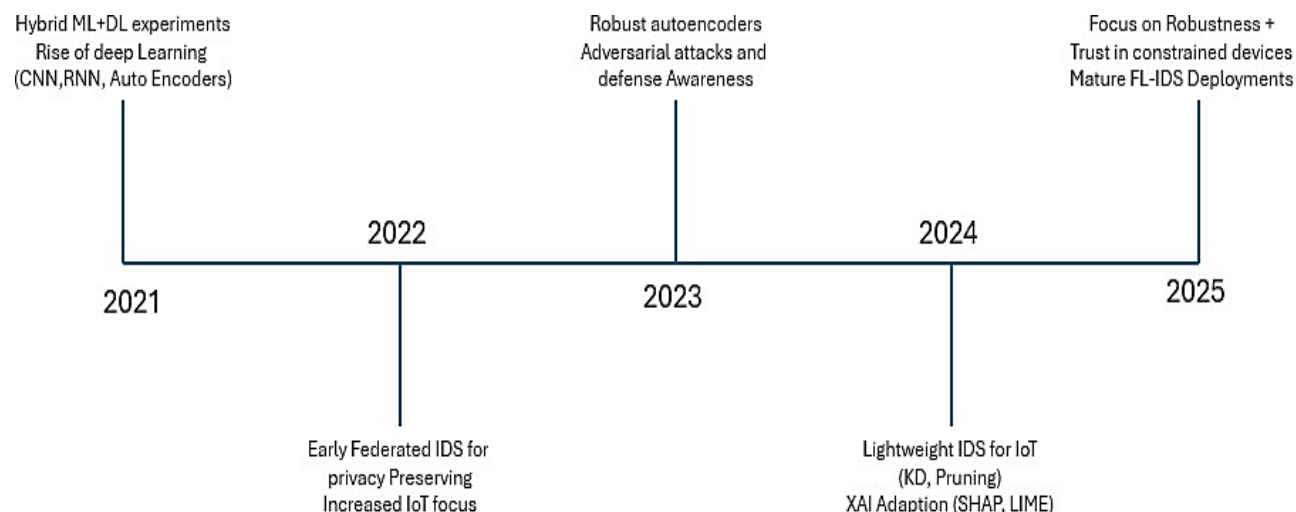 Hybrid ML+DL experiments
Rise of deep Learning
(CNN,RNN, Auto Encoders)
Robust autoencoders
Adversarial attacks and
defense Awareness
Focus on Robustness +
Trust in constrained devices
Mature FL-IDS Deployments
2022
2024
2021
2023
2025
Early Federated IDS for
privacy Preserving
Increased IoT focus
Lightweight IDS for IoT
(KD, Pruning)
XAI Adaption (SHAP, LIME)